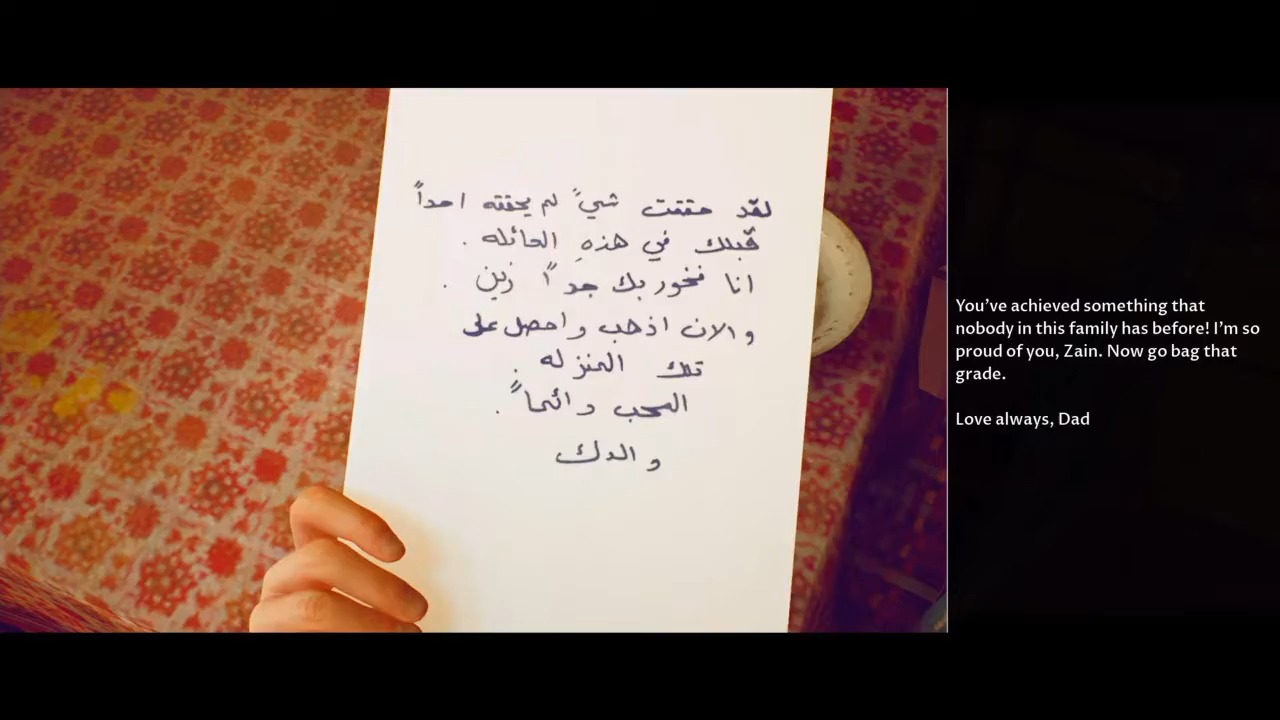 لقد حققت شيً لم يحققه احداً
قبلك في هذهِ العائله .
انا فخور بك جداً زين .
والان اذهب واحصل على
تلك المنزله .
المحب دائماً .
والدك
You've achieved something that
nobody in this family has before! I'm so
proud of you, Zain. Now go bag that
grade.
Love always, Dad